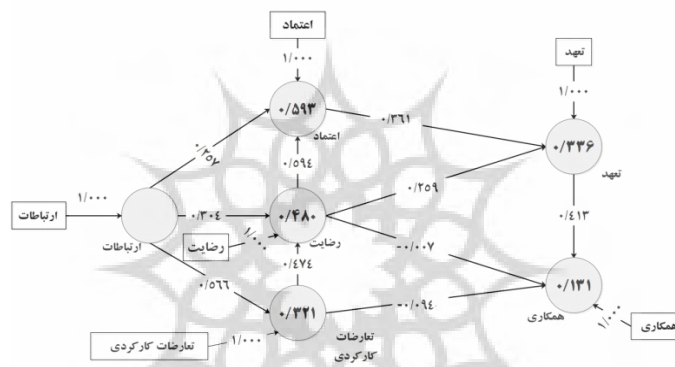 اعتماد
۱/۰۰۰
۰/۵۹۳
اعتماد
تعهد
۱/۰۰۰
۰/۳۳۶
تعهد
۰/۳۶۱
۰/۲۵۷
۰/۵۹۴
۰/۲۵۹
ارتباطات
۱/۰۰۰
ارتباطات
۰/۳۰۴
۰/۴۸۰
رضایت
رضایت
۱/۰۰۰
۰/۴۱۳
-۰/۰۰۷
۰/۴۷۴
۰/۵۶۶
-۰/۰۹۴
۰/۱۳۱
همکاری
۱/۰۰۰
همکاری
۰/۳۲۱
تعارضات
کارکردی
۱/۰۰۰
تعارضات کارکردی